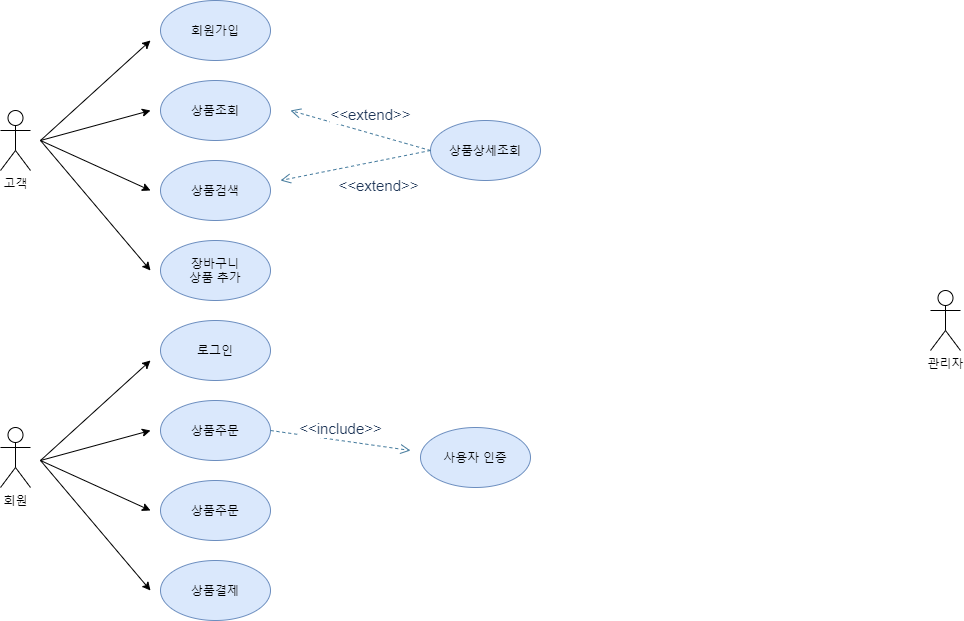 회원가입
상품조회
<<extend>>
상품상세조회
고객
상품검색
<<extend>>
장바구니
상품 추가
로그인
관리자
상품주문
<<include>>
사용자 인증
회원
상품주문
상품결제